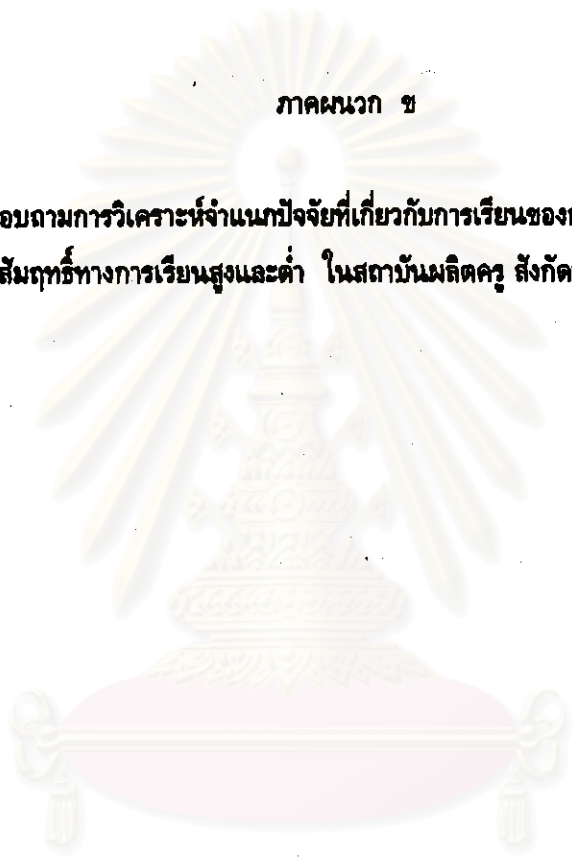 ภาคผนวก ข
อบถามการวิเคราะห์จำแนกปัจจัยที่เกี่ยวกับการเรียนของ
สัมฤทธิ์ทางการเรียนสูงและต่ำ ในสถาบันผลิตครู สังกัด